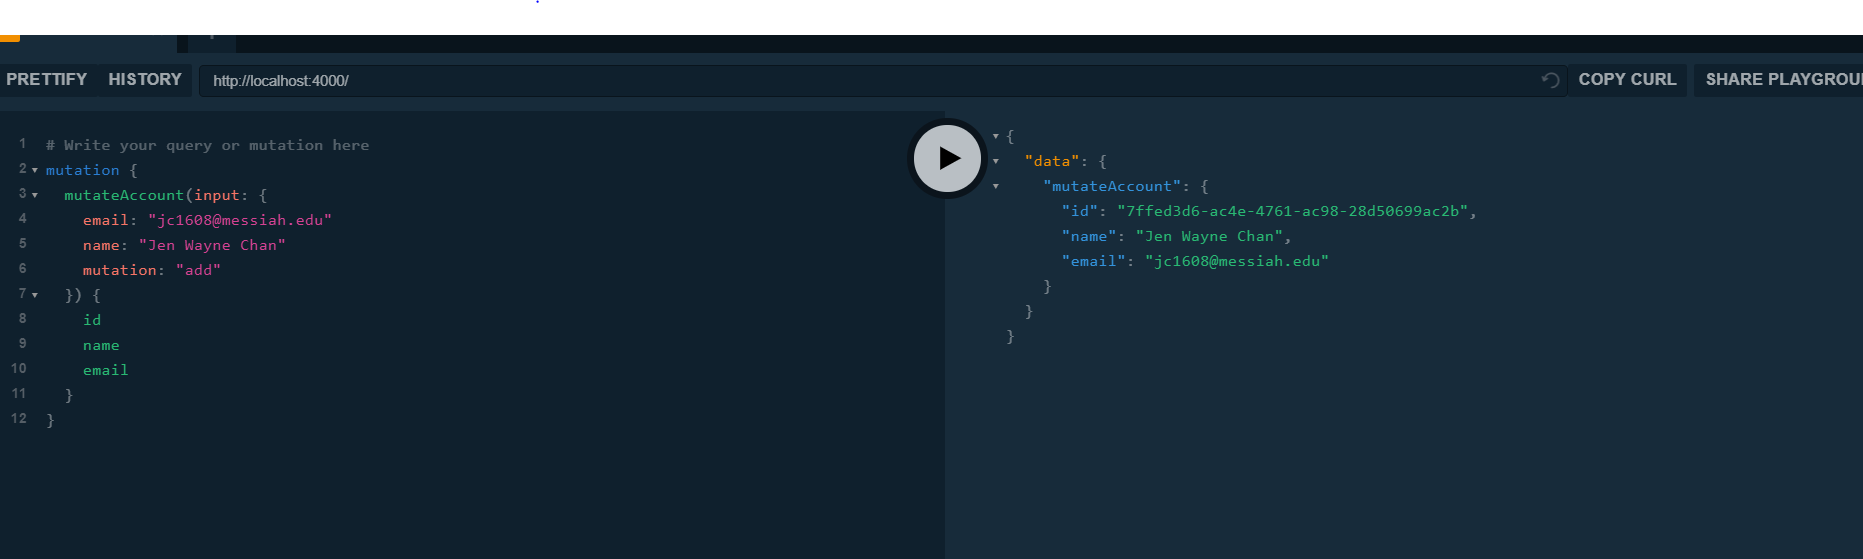 PRETTIFY HISTORY http://localhost:4000/ COPY CURL SHARE PLAYGROU
1 # Write your query or mutation here
2 mutation {
3 mutateAccount(input: {
4 email: "jc1608@messiah.edu"
5 name: "Jen Wayne Chan"
6 mutation: "add"
7 }) {
8 id
9 name
10 email
11 }
12 }
{
"data": {
"mutateAccount": {
"id": "7ffed3d6-ac4e-4761-ac98-28d50699ac2b",
"name": "Jen Wayne Chan",
"email": "jc1608@messiah.edu"
}
}
}